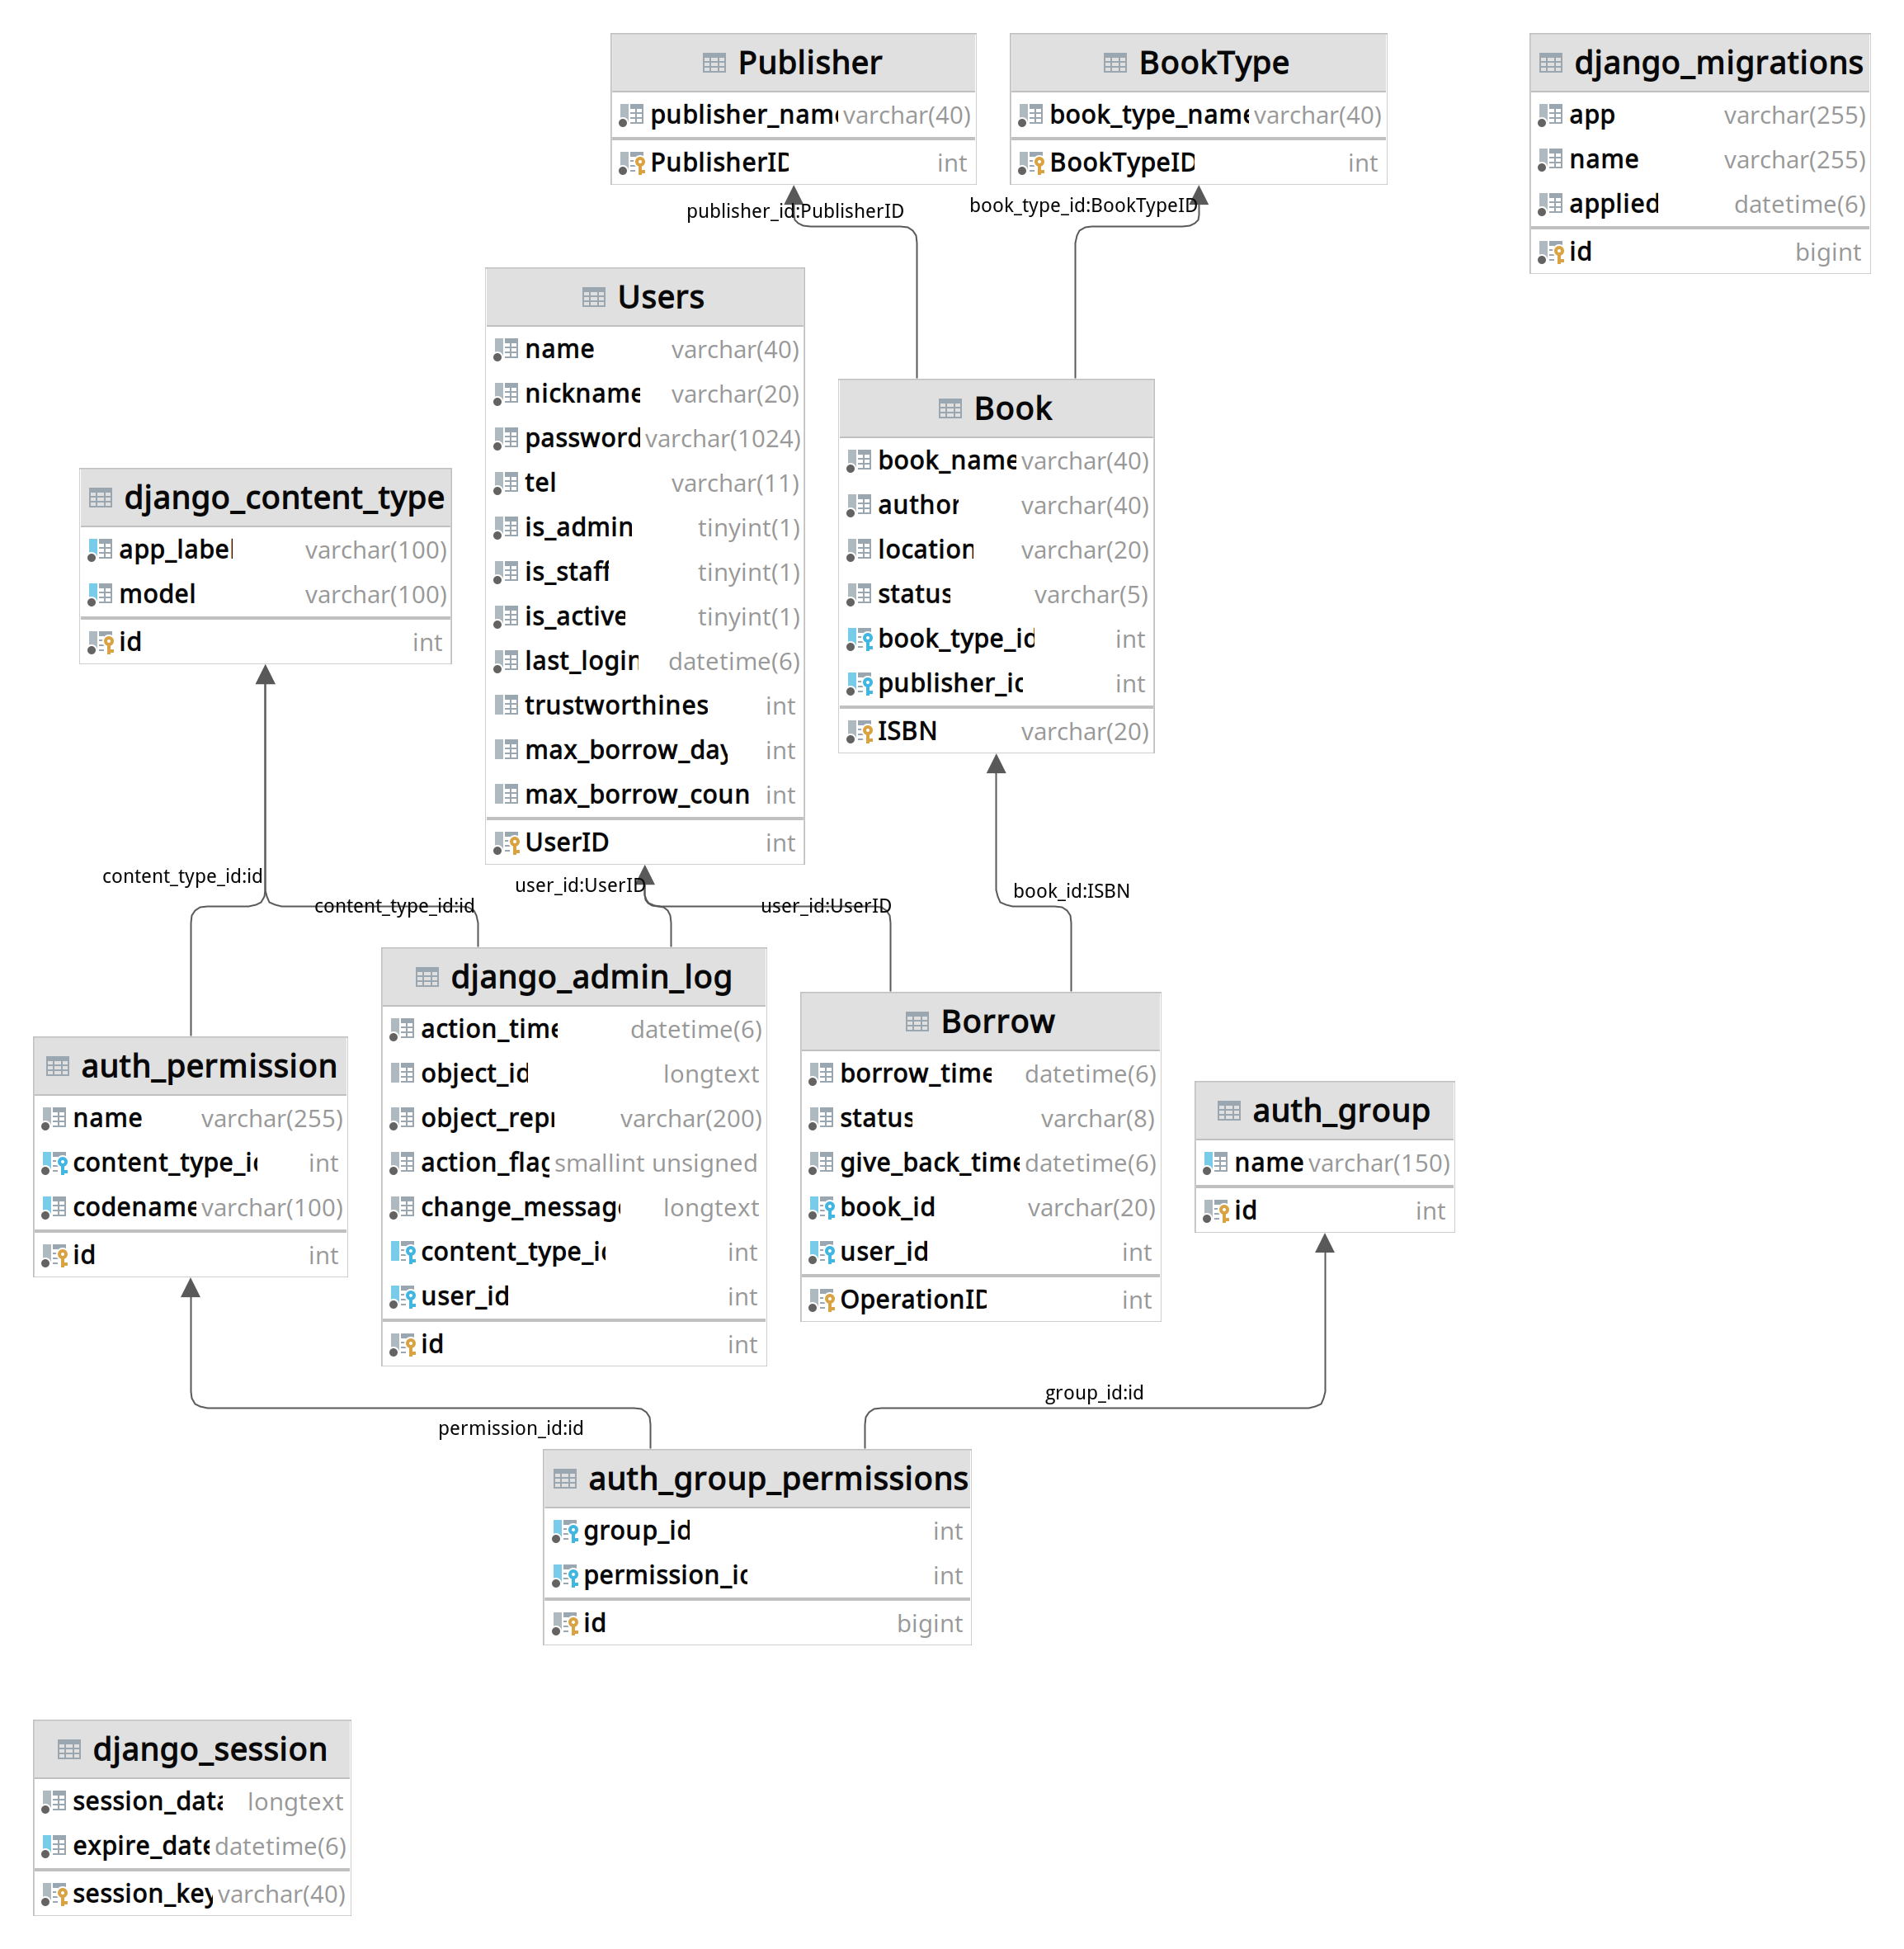 Publisher
publisher_name varchar(40)
PublisherID int
BookType
book_type_name varchar(40)
BookTypeID int
django_migrations
app varchar(255)
name varchar(255)
applied datetime(6)
id bigint
publisher_id:PublisherID
book_type_id:BookTypeID
Users
name varchar(40)
nickname varchar(20)
password varchar(1024)
tel varchar(11)
is_admin tinyint(1)
is_staff tinyint(1)
is_active tinyint(1)
last_login datetime(6)
trustworthines int
max_borrow_day int
max_borrow_coun int
UserID int
Book
book_name varchar(40)
author varchar(40)
location varchar(20)
status varchar(5)
book_type_id int
publisher_id int
ISBN varchar(20)
django_content_type
app_label varchar(100)
model varchar(100)
id int
content_type_id:id
content_type_id:id
user_id:UserID
user_id:UserID
book_id:ISBN
django_admin_log
action_time datetime(6)
object_id longtext
object_repr varchar(200)
action_flag smallint unsigned
change_message longtext
content_type_id int
user_id int
id int
Borrow
borrow_time datetime(6)
status varchar(8)
give_back_time datetime(6)
book_id varchar(20)
user_id int
OperationID int
auth_permission
name varchar(255)
content_type_id int
codename varchar(100)
id int
auth_group
name varchar(150)
id int
permission_id:id
group_id:id
auth_group_permissions
group_id int
permission_id int
id bigint
django_session
session_data longtext
expire_date datetime(6)
session_key varchar(40)